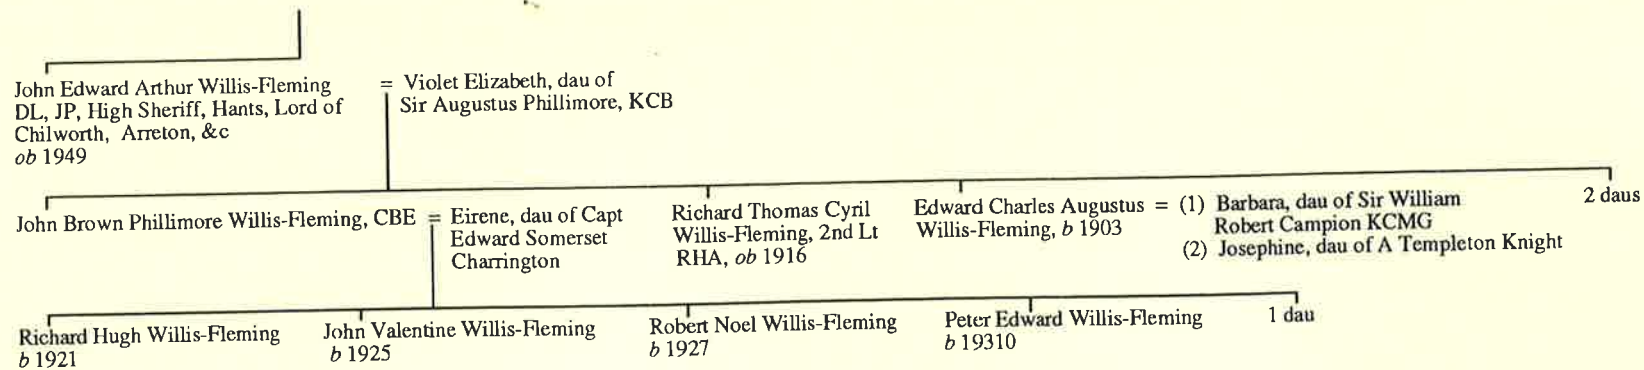 John Edward Arthur Willis-Fleming
DL, JP, High Sheriff, Hants, Lord of
Chilworth, Arreton, &c
ob 1949
= Violet Elizabeth, dau of
Sir Augustus Phillimore, KCB
John Brown Phillimore Willis-Fleming, CBE = Eirene, dau of Capt
Edward Somerset
Charrington
Richard Thomas Cyril
Willis-Fleming, 2nd Lt
RHA, ob 1916
Edward Charles Augustus = (1) Barbara, dau of Sir William
Willis-Fleming, b 1903 Robert Campion KCMG
(2) Josephine, dau of A Templeton Knight
2 daus
Richard Hugh Willis-Fleming
b 1921
John Valentine Willis-Fleming
b 1925
Robert Noel Willis-Fleming
b 1927
Peter Edward Willis-Fleming
b 19310
1 dau